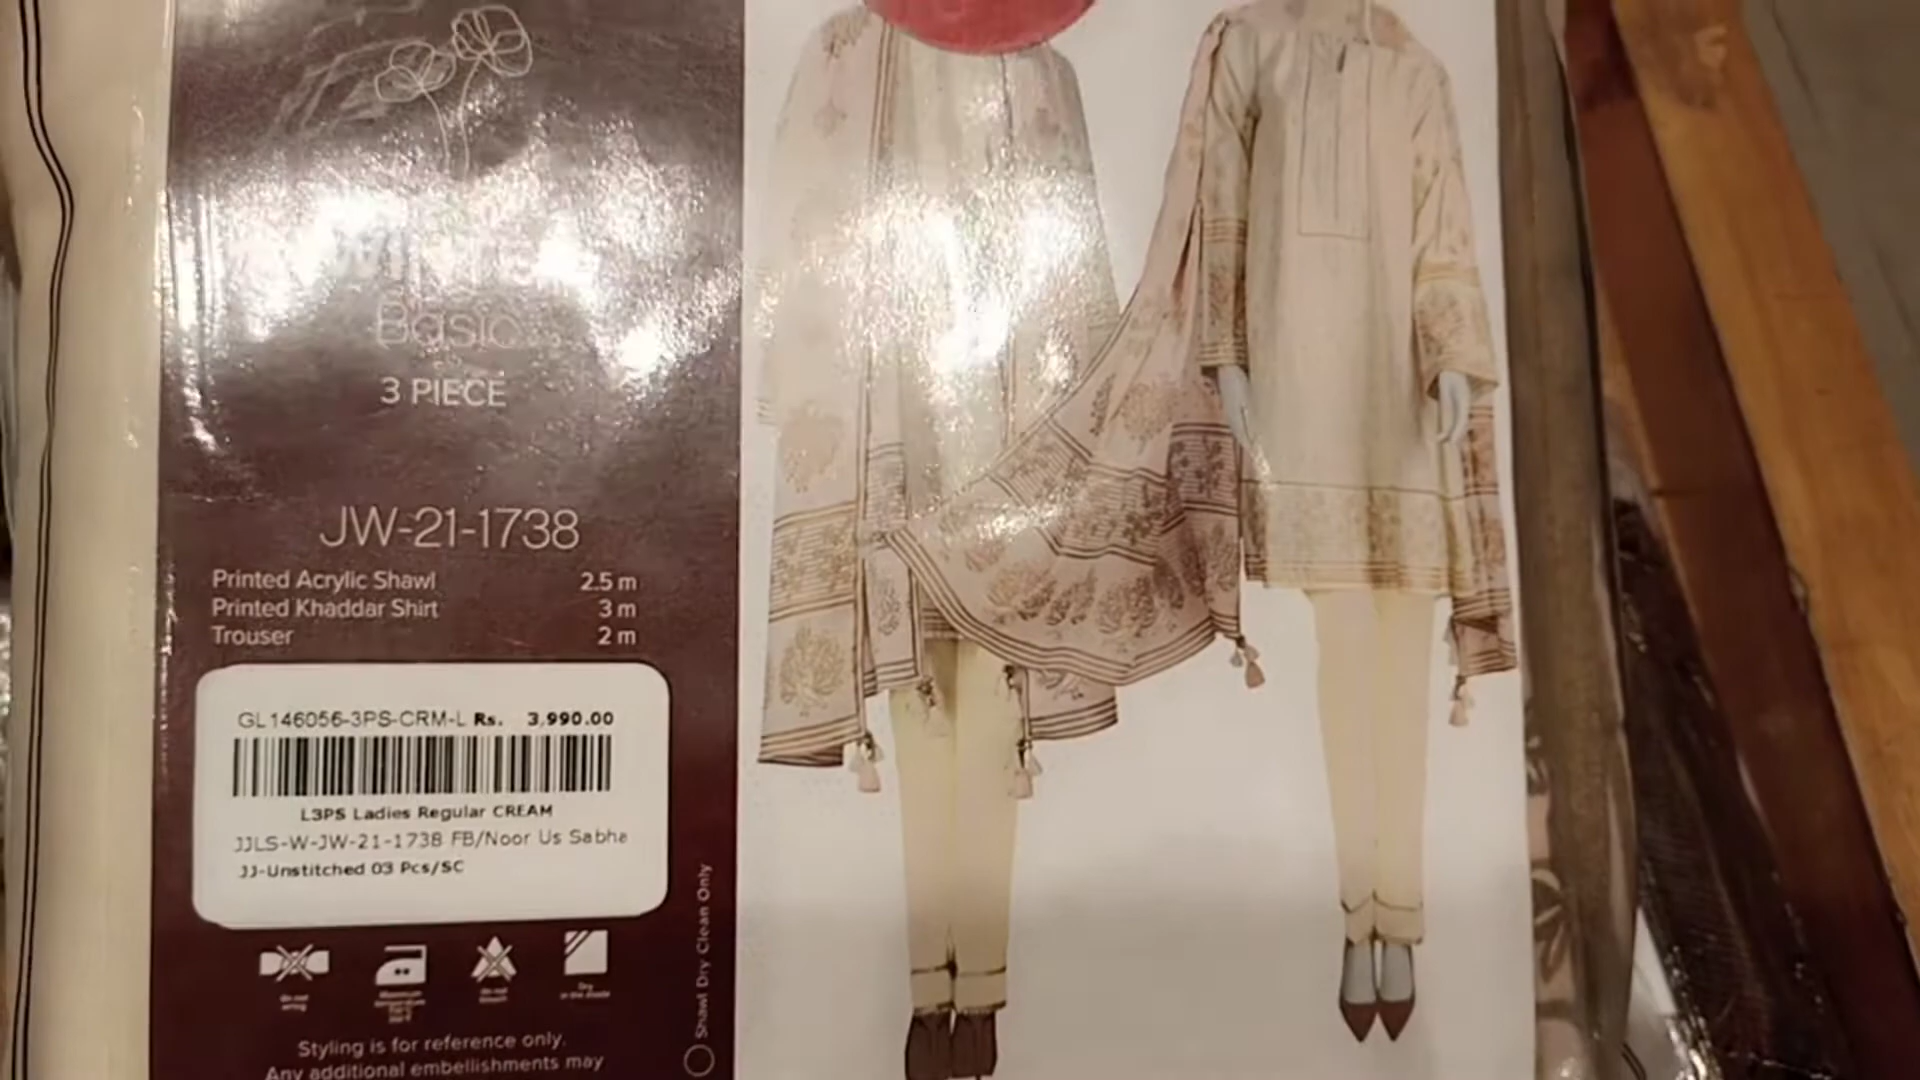 Basic
3 PIECE
JW-21-1738
Printed Acrylic Shawl 2.5 m
Printed Khaddar Shirt 3 m
Trouser 2 m
GL146056-3PS-CRM-L Rs. 3,990.00
L3PS Ladies Regular CREAM
JJLS-W-JW-21-1738 FB/Noor Us Sabha
JJ-Unstitched 03 Pcs/SC
Shawl Dry Clean Only
Styling is for reference only.
Any additional embellishments may